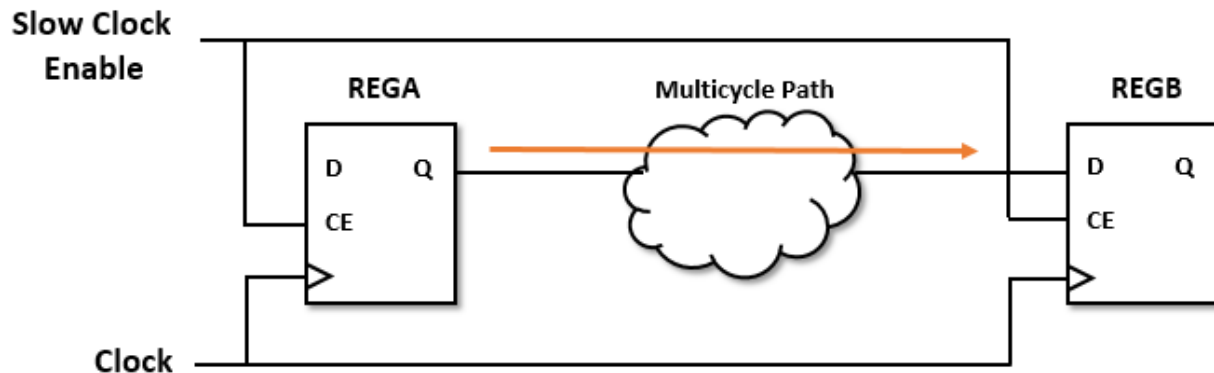 Slow Clock
Enable
REGA
Multicycle Path
REGB
D Q
D Q
CE
CE
Clock